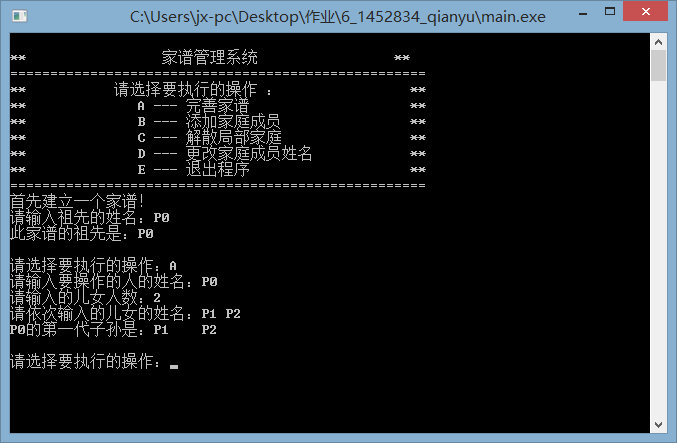 C:\Users\jx-pc\Desktop\作业\6_1452834_qianyu\main.exe
** 家谱管理系统 **
====================================================
** 请选择要执行的操作 : **
** A --- 完善家谱 **
** B --- 添加家庭成员 **
** C --- 解散局部家庭 **
** D --- 更改家庭成员姓名 **
** E --- 退出程序 **
====================================================
首先建立一个家谱!
请输入祖先的姓名: P0
此家谱的祖先是: P0
请选择要执行的操作: A
请输入要操作的人的姓名: P0
请输入的儿女人数: 2
请依次输入的儿女的姓名: P1 P2
P0的第一代子孙是: P1 P2
请选择要执行的操作: